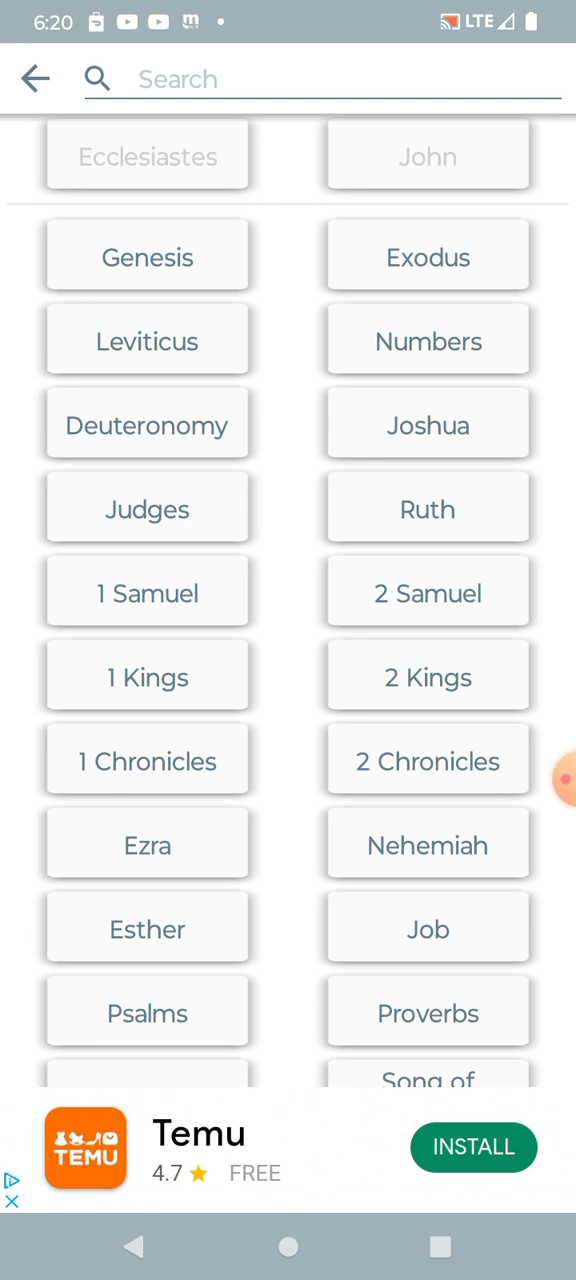 6:20 LTE
Search
Ecclesiastes John
Genesis Exodus
Leviticus Numbers
Deuteronomy Joshua
Judges Ruth
1 Samuel 2 Samuel
1 Kings 2 Kings
1 Chronicles 2 Chronicles
Ezra Nehemiah
Esther Job
Psalms Proverbs
Song of
TEMU
Temu
4.7 FREE
INSTALL